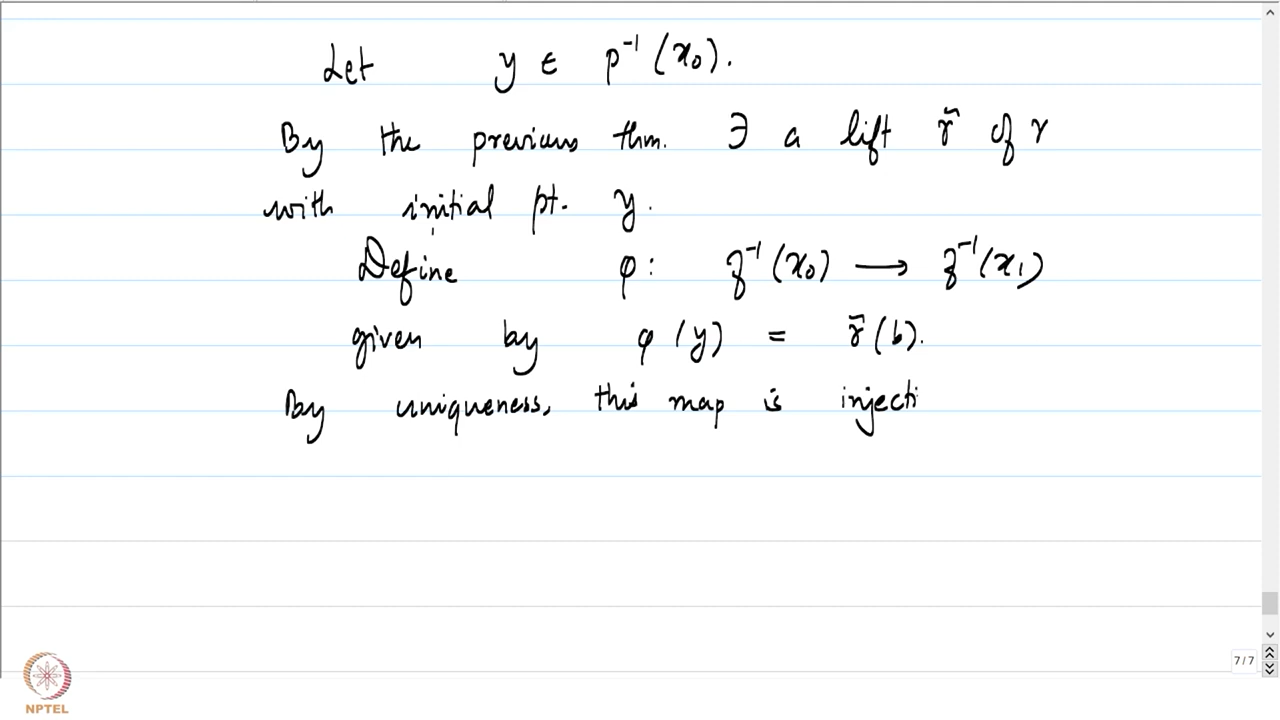 Let y ∈ p⁻¹(x₀).
By the previous thm. ∃ a lift γ̃ of γ
with initial pt. y.
Define φ: q⁻¹(x₀) ⟶ q⁻¹(x₁)
given by φ(y) = γ̃(b).
By uniqueness, this map is injecti
7/7
NPTEL